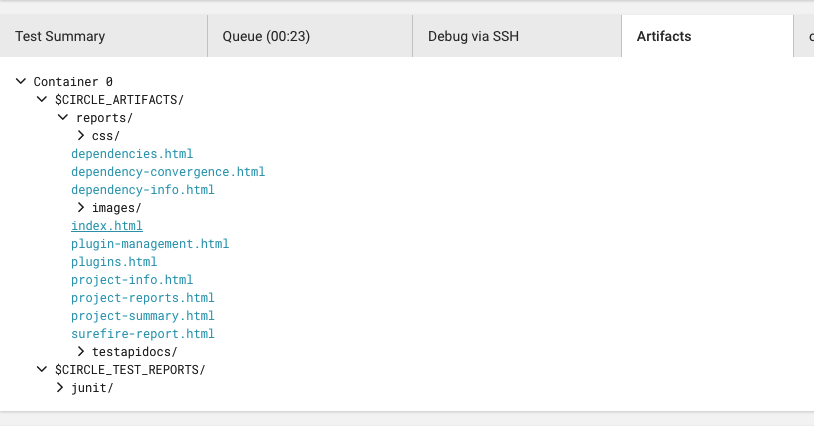 Test Summary
Queue (00:23)
Debug via SSH
Artifacts
Container 0
$CIRCLE_ARTIFACTS/
reports/
css/
dependencies.html
dependency-convergence.html
dependency-info.html
images/
index.html
plugin-management.html
plugins.html
project-info.html
project-reports.html
project-summary.html
surefire-report.html
testapidocs/
$CIRCLE_TEST_REPORTS/
junit/